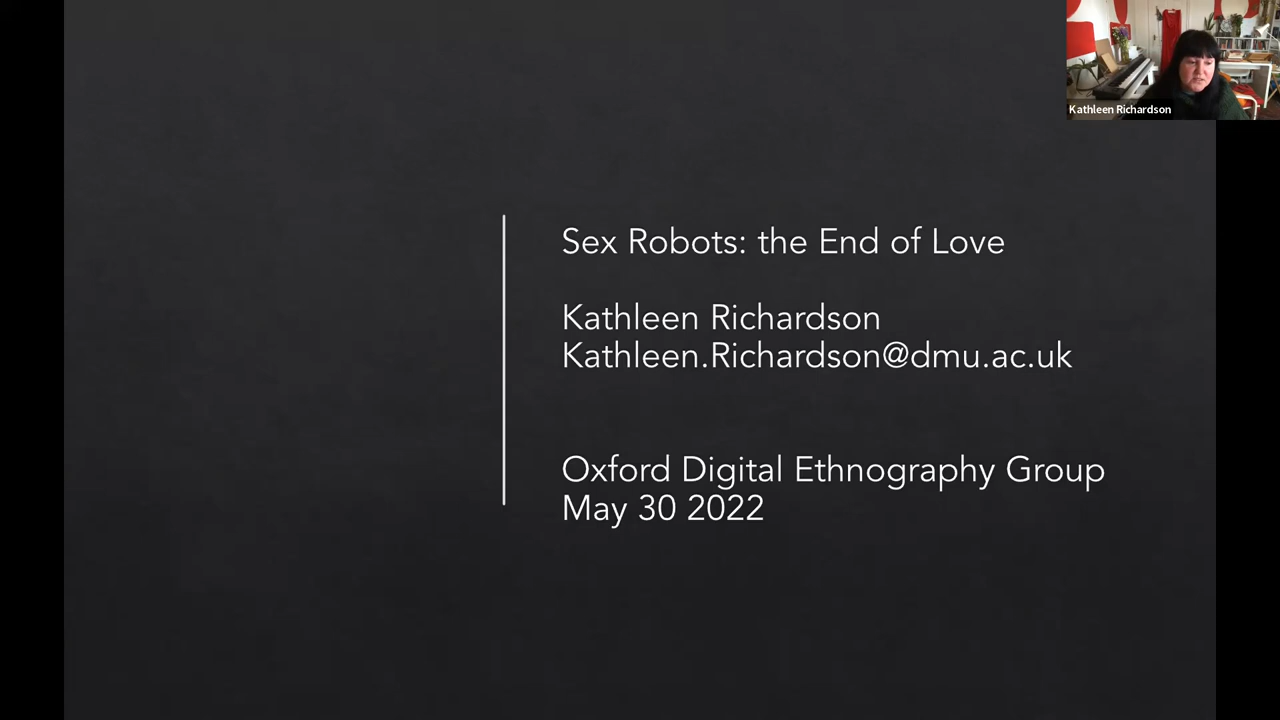 Kathleen Richardson
Sex Robots: the End of Love
Kathleen Richardson
Kathleen.Richardson@dmu.ac.uk
Oxford Digital Ethnography Group
May 30 2022